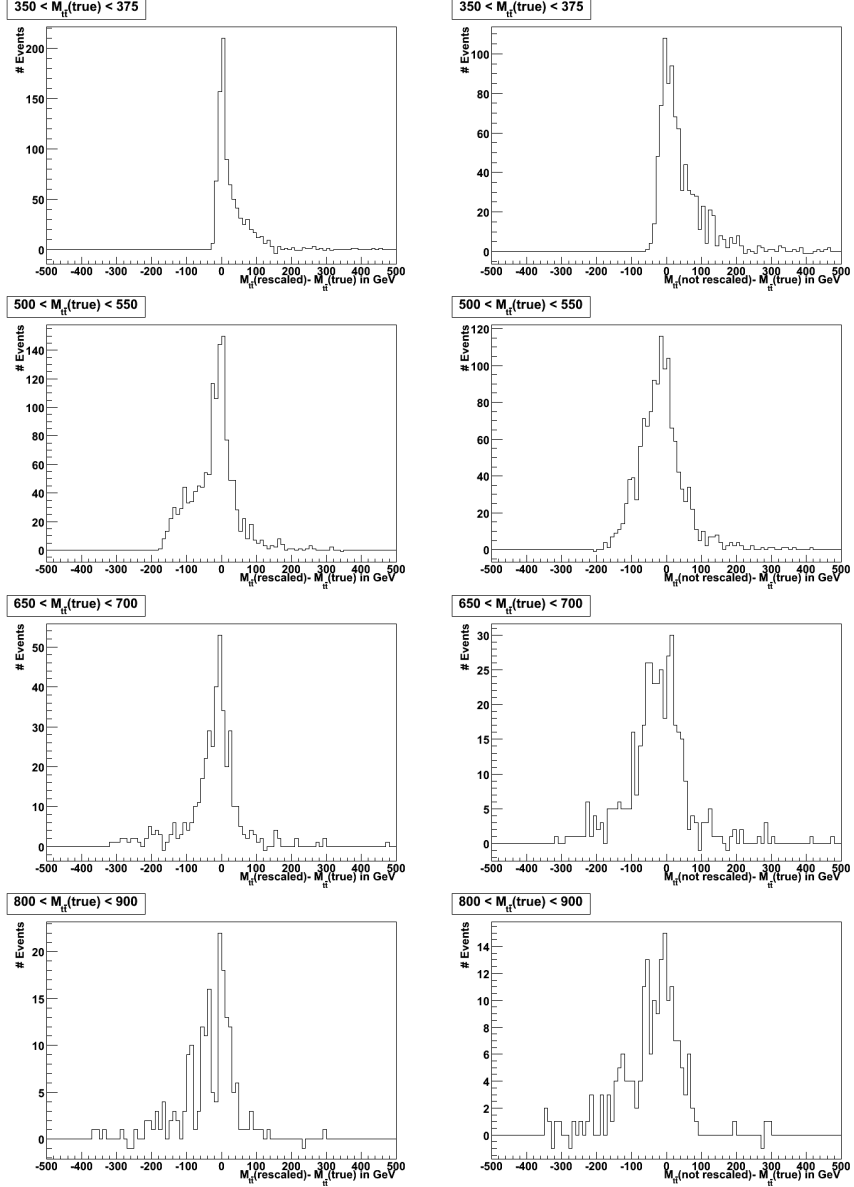 350 < M_tt̄(true) < 375
# Events
200
150
100
50
0
-500 -400 -300 -200 -100 0 100 200 300 400 500
M_tt̄(rescaled)- M_tt̄(true) in GeV
350 < M_tt̄(true) < 375
# Events
100
80
60
40
20
0
-500 -400 -300 -200 -100 0 100 200 300 400 500
M_tt̄(not rescaled)- M_tt̄(true) in GeV
500 < M_tt̄(true) < 550
# Events
140
120
100
80
60
40
20
0
-500 -400 -300 -200 -100 0 100 200 300 400 500
M_tt̄(rescaled)- M_tt̄(true) in GeV
500 < M_tt̄(true) < 550
# Events
120
100
80
60
40
20
0
-500 -400 -300 -200 -100 0 100 200 300 400 500
M_tt̄(not rescaled)- M_tt̄(true) in GeV
650 < M_tt̄(true) < 700
# Events
50
40
30
20
10
0
-500 -400 -300 -200 -100 0 100 200 300 400 500
M_tt̄(rescaled)- M_tt̄(true) in GeV
650 < M_tt̄(true) < 700
# Events
30
25
20
15
10
5
0
-500 -400 -300 -200 -100 0 100 200 300 400 500
M_tt̄(not rescaled)- M_tt̄(true) in GeV
800 < M_tt̄(true) < 900
# Events
20
15
10
5
0
-500 -400 -300 -200 -100 0 100 200 300 400 500
M_tt̄(rescaled)- M_tt̄(true) in GeV
800 < M_tt̄(true) < 900
# Events
14
12
10
8
6
4
2
0
-500 -400 -300 -200 -100 0 100 200 300 400 500
M_tt̄(not rescaled)- M_tt̄(true) in GeV